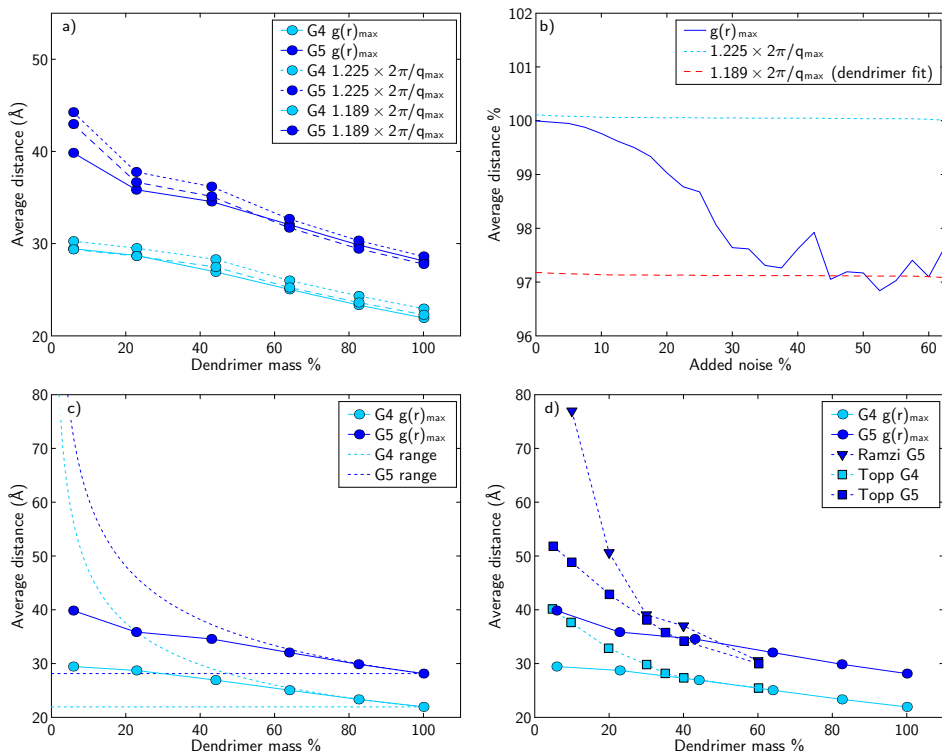 a)
G4 g(r)max
G5 g(r)max
G4 1.225 × 2π/qmax
G5 1.225 × 2π/qmax
G4 1.189 × 2π/qmax
G5 1.189 × 2π/qmax
50
40
30
20
0 20 40 60 80 100
Average distance (Å)
Dendrimer mass %
b)
g(r)max
1.225 × 2π/qmax
1.189 × 2π/qmax (dendrimer fit)
102
101
100
99
98
97
96
0 10 20 30 40 50 60
Average distance %
Added noise %
c)
G4 g(r)max
G5 g(r)max
G4 range
G5 range
80
70
60
50
40
30
20
0 20 40 60 80 100
Average distance (Å)
Dendrimer mass %
d)
G4 g(r)max
G5 g(r)max
Ramzi G5
Topp G4
Topp G5
80
70
60
50
40
30
20
0 20 40 60 80 100
Average distance (Å)
Dendrimer mass %